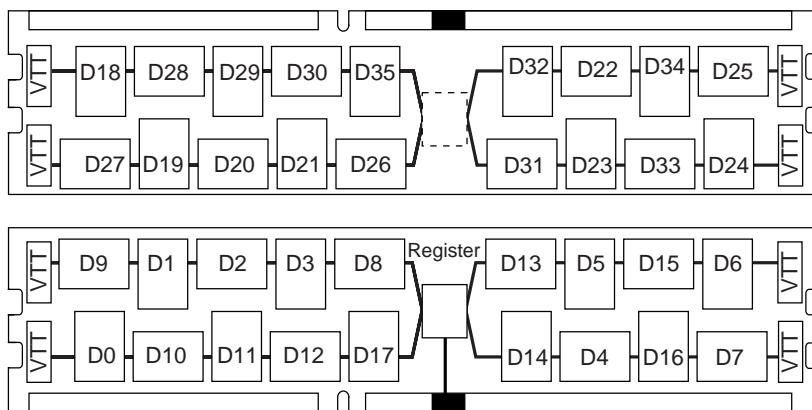 VTT D18 D28 D29 D30 D35 D32 D22 D34 D25 VTT
VTT D27 D19 D20 D21 D26 D31 D23 D33 D24 VTT
Register
VTT D9 D1 D2 D3 D8 D13 D5 D15 D6 VTT
VTT D0 D10 D11 D12 D17 D14 D4 D16 D7 VTT